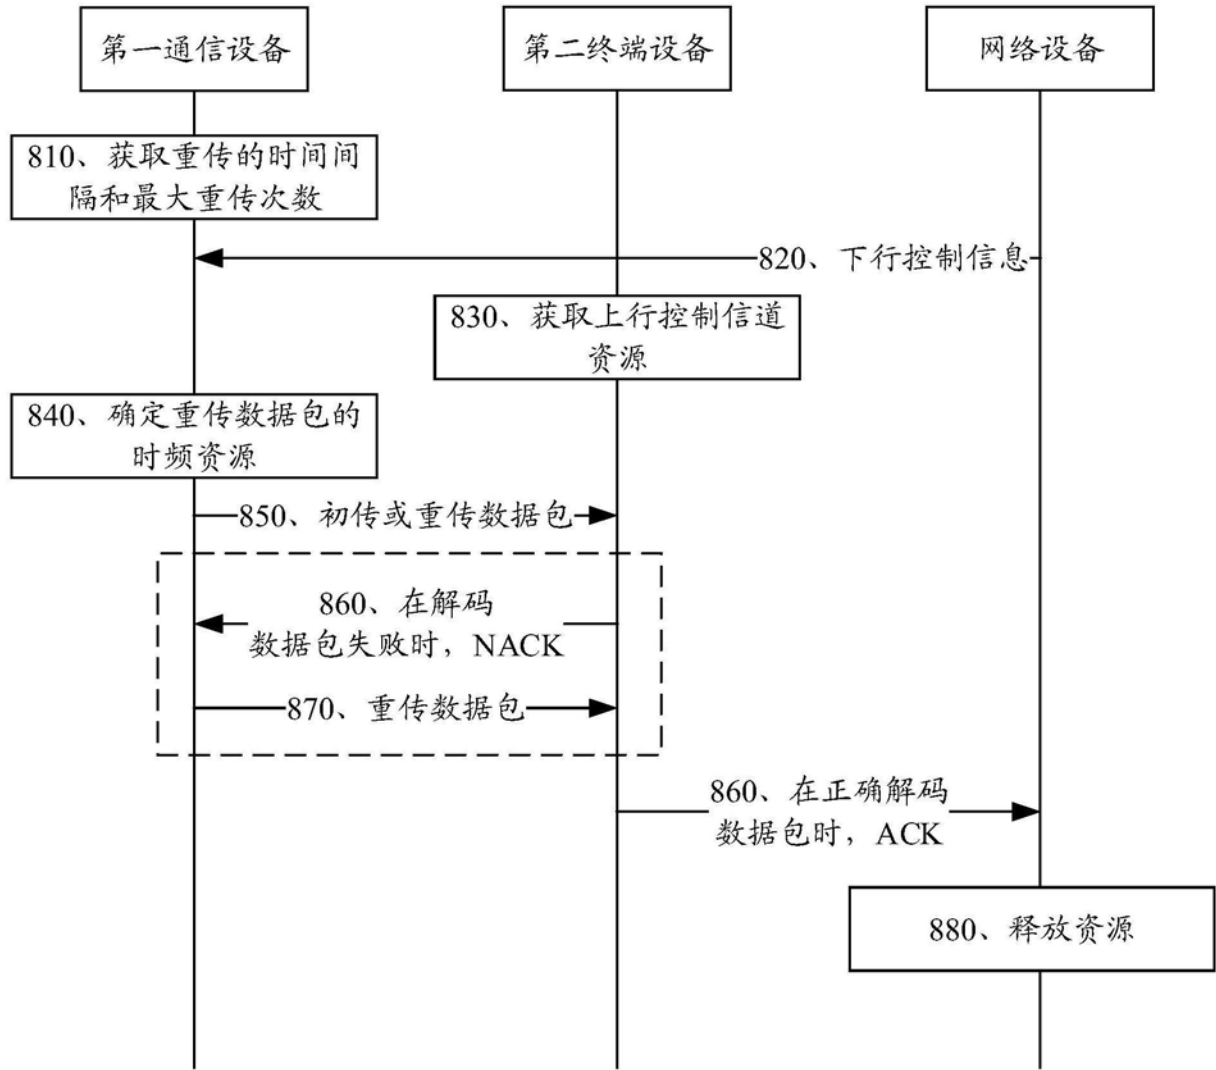 第一通信设备
第二终端设备
网络设备
810、获取重传的时间间
隔和最大重传次数
820、下行控制信息
830、获取上行控制信道
资源
840、确定重传数据包的
时频资源
850、初传或重传数据包
860、在解码
数据包失败时，NACK
870、重传数据包
860、在正确解码
数据包时，ACK
880、释放资源